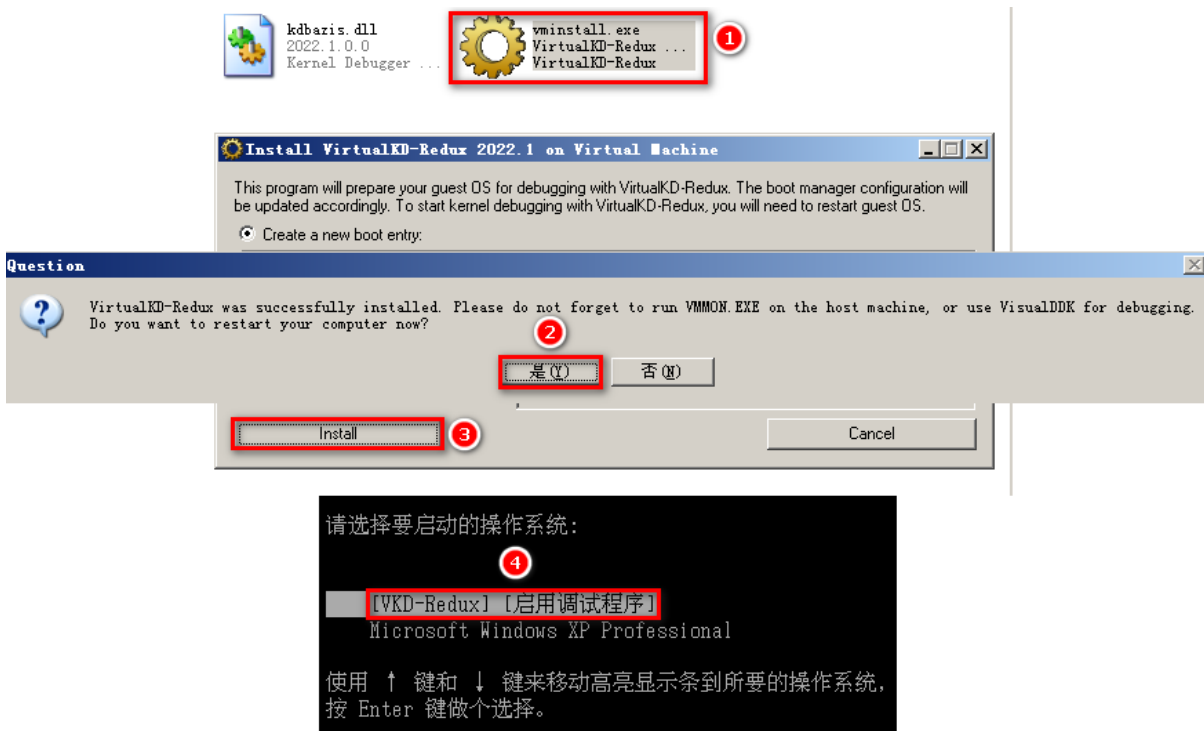 kdbazis.dll
2022.1.0.0
Kernel Debugger ...
vminstall.exe
VirtualKD-Redux ...
VirtualKD-Redux
1
Install VirtualKD-Redux 2022.1 on Virtual Machine
This program will prepare your guest OS for debugging with VirtualKD-Redux. The boot manager configuration will
be updated accordingly. To start kernel debugging with VirtualKD-Redux, you will need to restart guest OS.
Create a new boot entry:
Question
VirtualKD-Redux was successfully installed. Please do not forget to run VMMON.EXE on the host machine, or use VisualDDK for debugging.
Do you want to restart your computer now?
2
是(Y)
否(N)
Install
3
Cancel
请选择要启动的操作系统:
4
[VKD-Redux] [启用调试程序]
Microsoft Windows XP Professional
使用 ↑ 键和 ↓ 键来移动高亮显示条到所要的操作系统,
按 Enter 键做个选择。